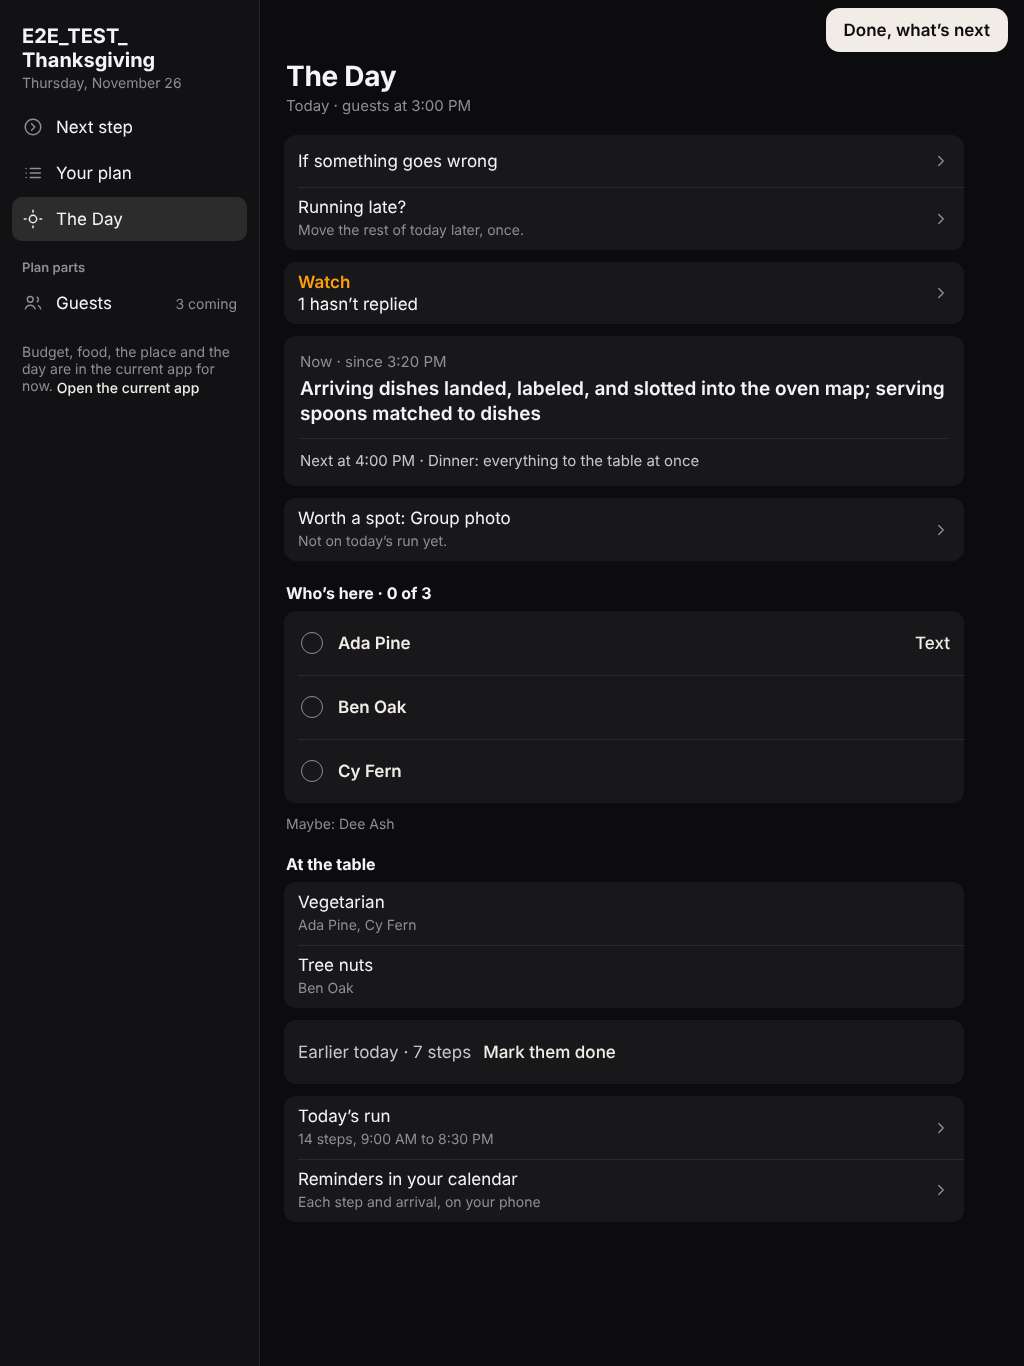 E2E_TEST_
Thanksgiving
Thursday, November 26
Next step
Your plan
The Day
Plan parts
Guests 3 coming
Budget, food, the place and the
day are in the current app for
now. Open the current app
Done, what’s next
The Day
Today · guests at 3:00 PM
If something goes wrong
Running late?
Move the rest of today later, once.
Watch
1 hasn’t replied
Now · since 3:20 PM
Arriving dishes landed, labeled, and slotted into the oven map; serving
spoons matched to dishes
Next at 4:00 PM · Dinner: everything to the table at once
Worth a spot: Group photo
Not on today’s run yet.
Who’s here · 0 of 3
Ada Pine Text
Ben Oak
Cy Fern
Maybe: Dee Ash
At the table
Vegetarian
Ada Pine, Cy Fern
Tree nuts
Ben Oak
Earlier today · 7 steps Mark them done
Today’s run
14 steps, 9:00 AM to 8:30 PM
Reminders in your calendar
Each step and arrival, on your phone